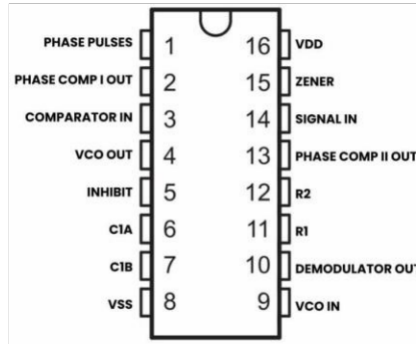 PHASE PULSES 1 16 VDD
PHASE COMP I OUT 2 15 ZENER
COMPARATOR IN 3 14 SIGNAL IN
VCO OUT 4 13 PHASE COMP II OUT
INHIBIT 5 12 R2
C1A 6 11 R1
C1B 7 10 DEMODULATOR OUT
VSS 8 9 VCO IN